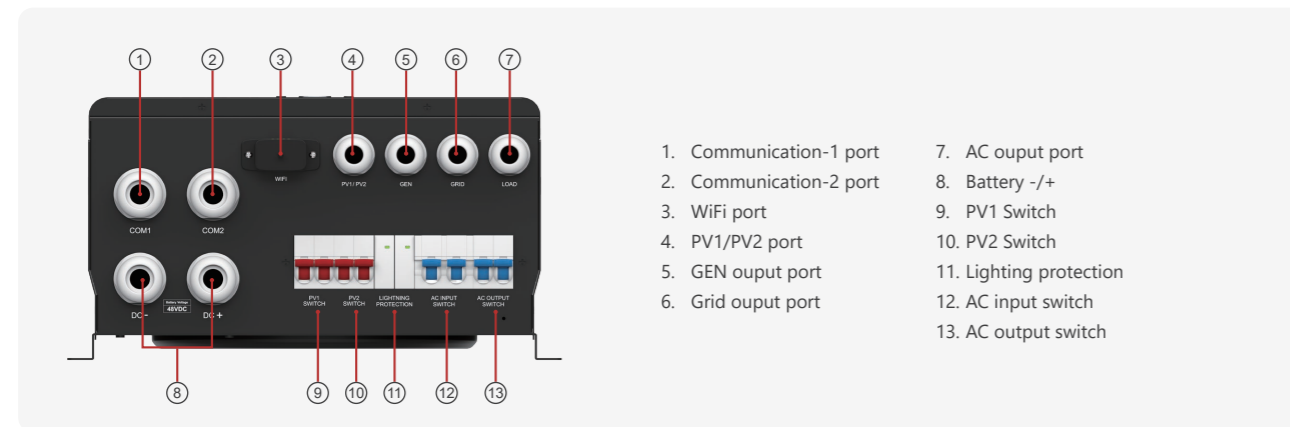 1
2
3
4
5
6
7
WIFI
PV1/ PV2
GEN
GRID
LOAD
COM1
COM2
DC-
Battery Voltage
48VDC
DC +
PV1
SWITCH
PV2
SWITCH
LIGHTNING
PROTECTION
AC INPUT
SWITCH
AC OUTPUT
SWITCH
8
9
10
11
12
13
1. Communication-1 port
2. Communication-2 port
3. WiFi port
4. PV1/PV2 port
5. GEN ouput port
6. Grid ouput port
7. AC ouput port
8. Battery -/+
9. PV1 Switch
10. PV2 Switch
11. Lighting protection
12. AC input switch
13. AC output switch